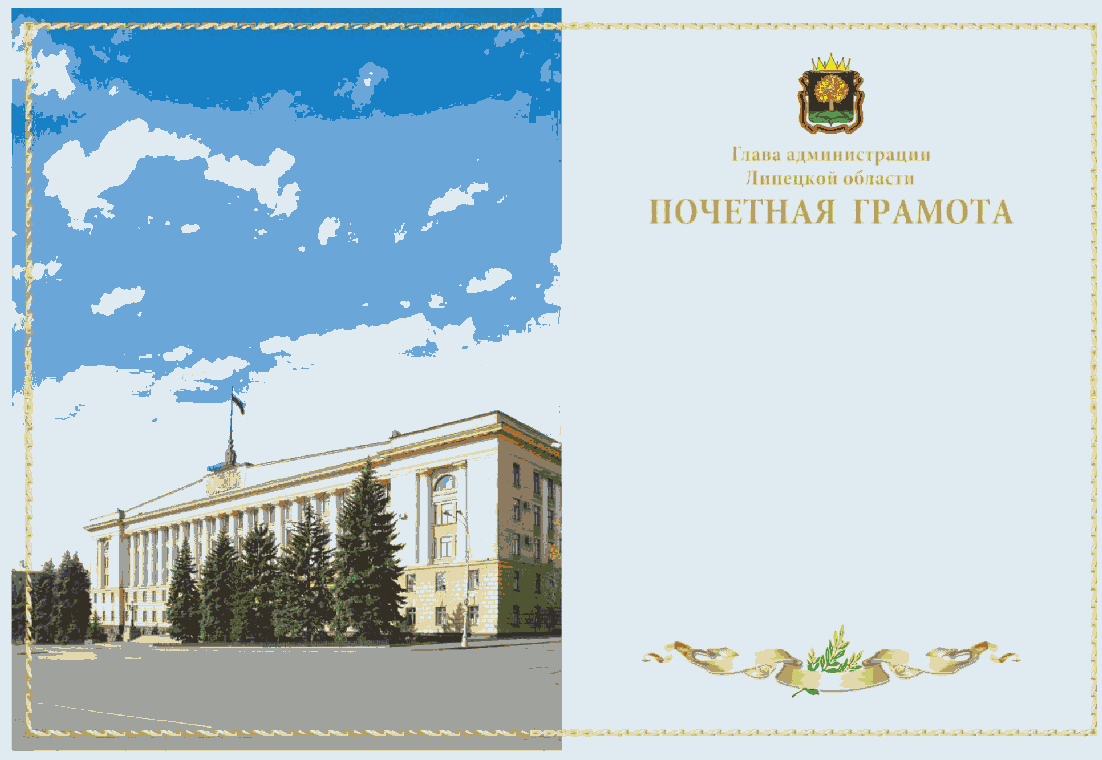 Глава администрации
Липецкой области
ПОЧЕТНАЯ ГРАМОТА